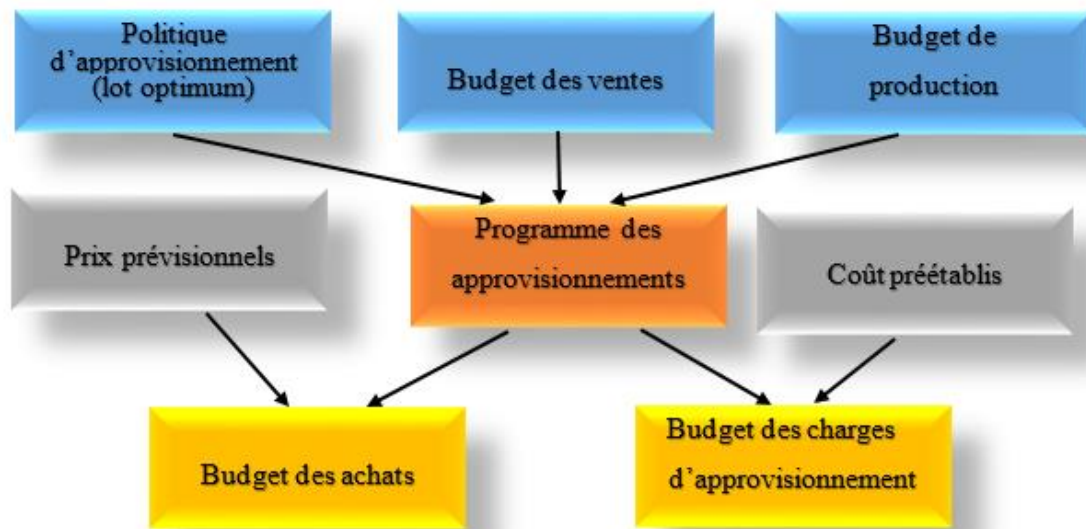 Politique
d’approvisionnement
(lot optimum)
Budget des ventes
Budget de
production
Prix prévisionnels
Programme des
approvisionnements
Coût préétablis
Budget des achats
Budget des charges
d’approvisionnement